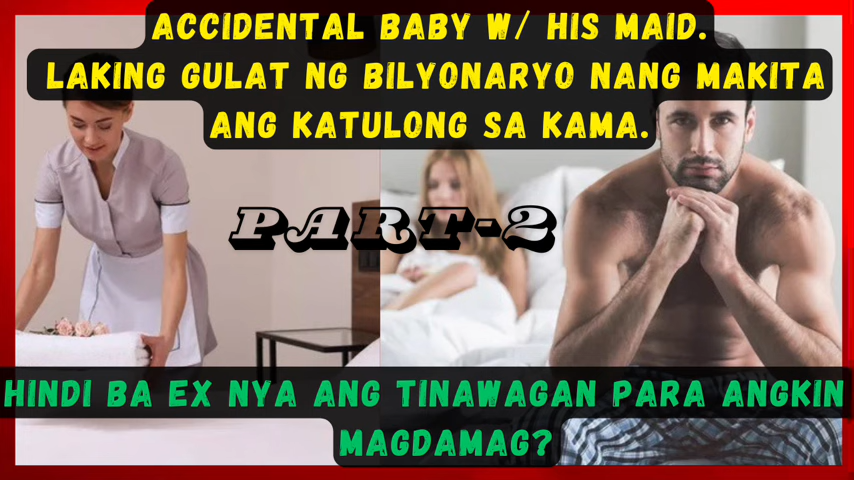 ACCIDENTAL BABY W/ HIS MAID.
LAKING GULAT NG BILYONARYO NANG MAKITA
ANG KATULONG SA KAMA.
PART-2
HINDI BA EX NYA ANG TINAWAGAN PARA ANGKIN
MAGDAMAG?